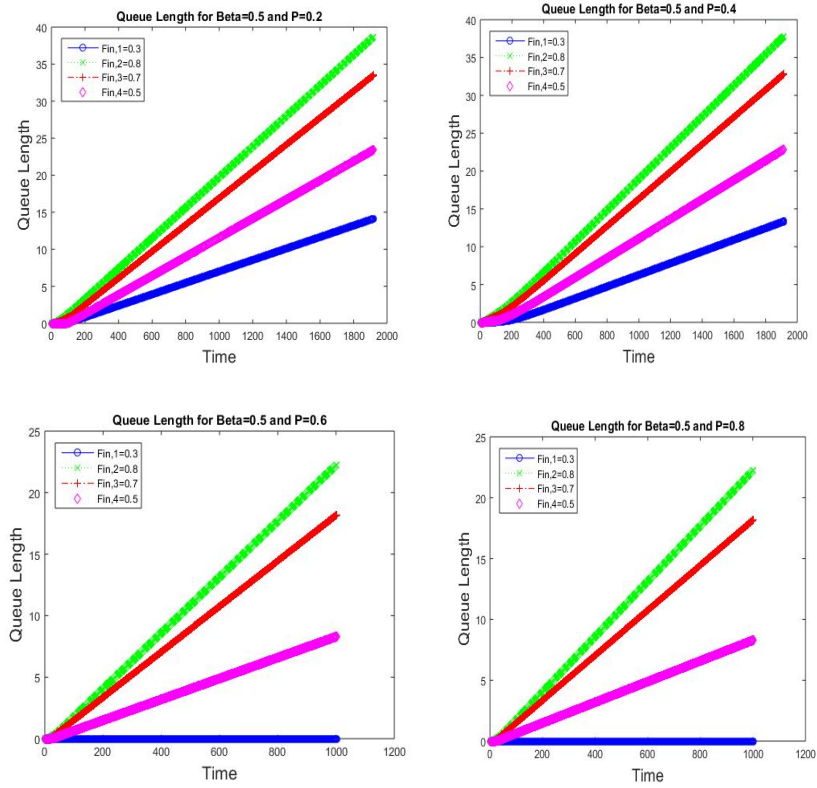 Queue Length for Beta=0.5 and P=0.2
40
35
30
25
20
15
10
5
0
Queue Length
Fin,1=0.3
Fin,2=0.8
Fin,3=0.7
Fin,4=0.5
0 200 400 600 800 1000 1200 1400 1600 1800 2000
Time
Queue Length for Beta=0.5 and P=0.4
40
35
30
25
20
15
10
5
0
Queue Length
Fin,1=0.3
Fin,2=0.8
Fin,3=0.7
Fin,4=0.5
0 200 400 600 800 1000 1200 1400 1600 1800 2000
Time
Queue Length for Beta=0.5 and P=0.6
25
20
15
10
5
0
Queue Length
Fin,1=0.3
Fin,2=0.8
Fin,3=0.7
Fin,4=0.5
0 200 400 600 800 1000 1200
Time
Queue Length for Beta=0.5 and P=0.8
25
20
15
10
5
0
Queue Length
Fin,1=0.3
Fin,2=0.8
Fin,3=0.7
Fin,4=0.5
0 200 400 600 800 1000 1200
Time